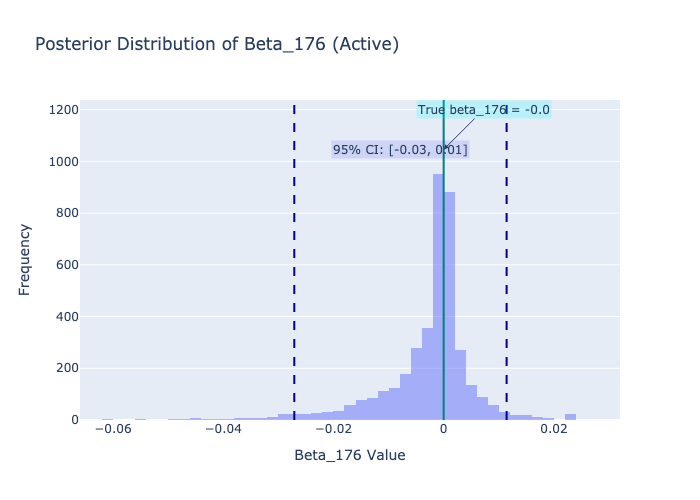 Posterior Distribution of Beta_176 (Active)
True beta_176 = -0.0
95% CI: [-0.03, 0.01]
1200
1000
800
600
400
200
0
Frequency
−0.06
−0.04
−0.02
0
0.02
Beta_176 Value